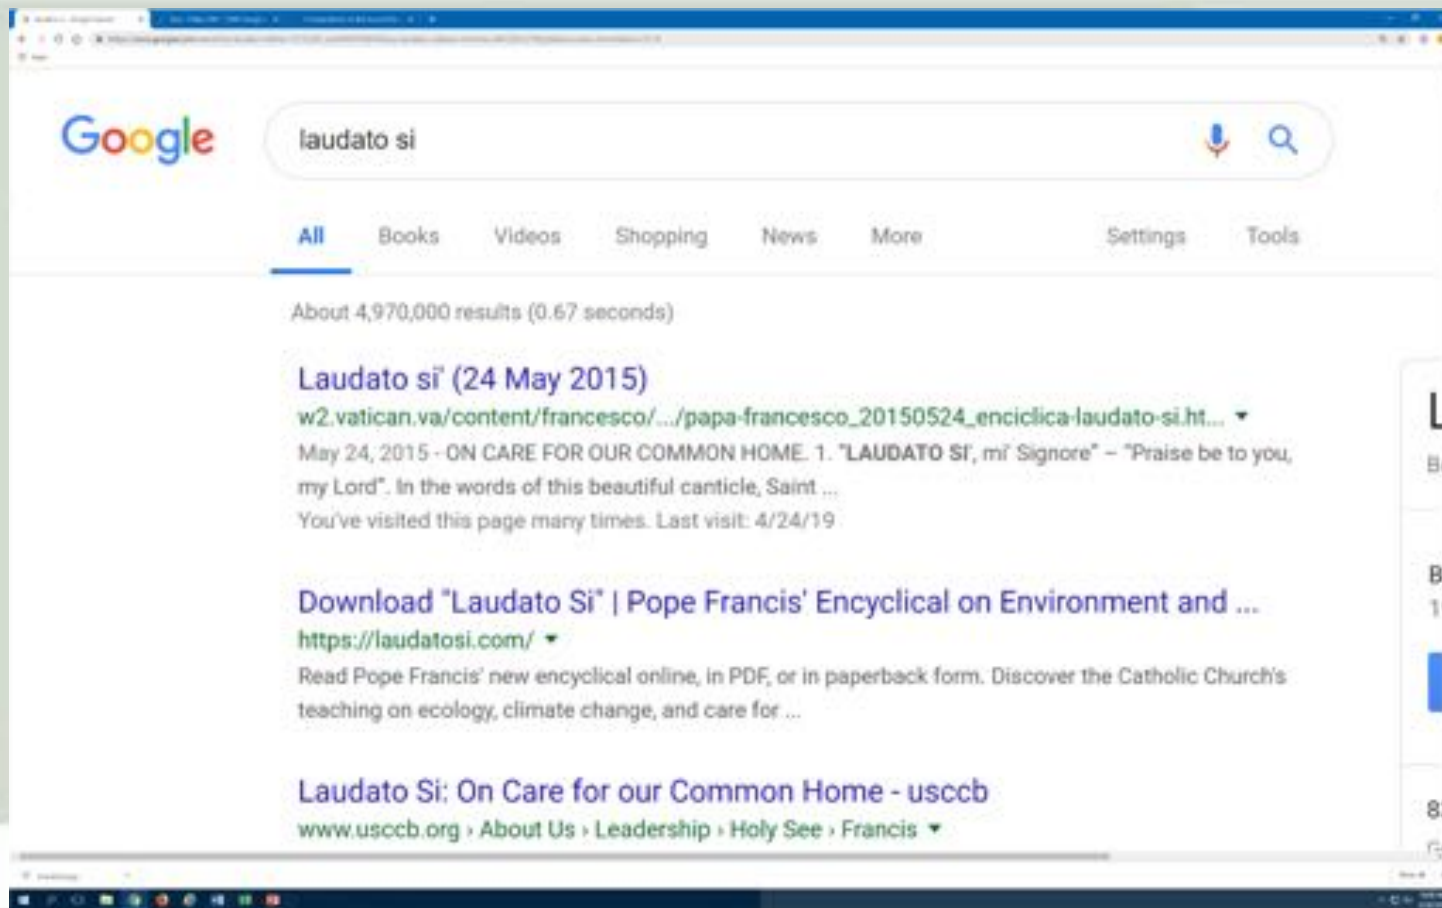 Google
laudato si
All Books Videos Shopping News More Settings Tools
About 4,970,000 results (0.67 seconds)
Laudato si' (24 May 2015)
w2.vatican.va/content/francesco/.../papa-francesco_20150524_enciclica-laudato-si.ht...
May 24, 2015 - ON CARE FOR OUR COMMON HOME. 1. "LAUDATO SI', mi' Signore" – "Praise be to you,
my Lord". In the words of this beautiful canticle, Saint ...
You've visited this page many times. Last visit: 4/24/19
Download "Laudato Si" | Pope Francis' Encyclical on Environment and ...
https://laudatosi.com/
Read Pope Francis' new encyclical online, in PDF, or in paperback form. Discover the Catholic Church's
teaching on ecology, climate change, and care for ...
Laudato Si: On Care for our Common Home - usccb
www.usccb.org › About Us › Leadership › Holy See › Francis